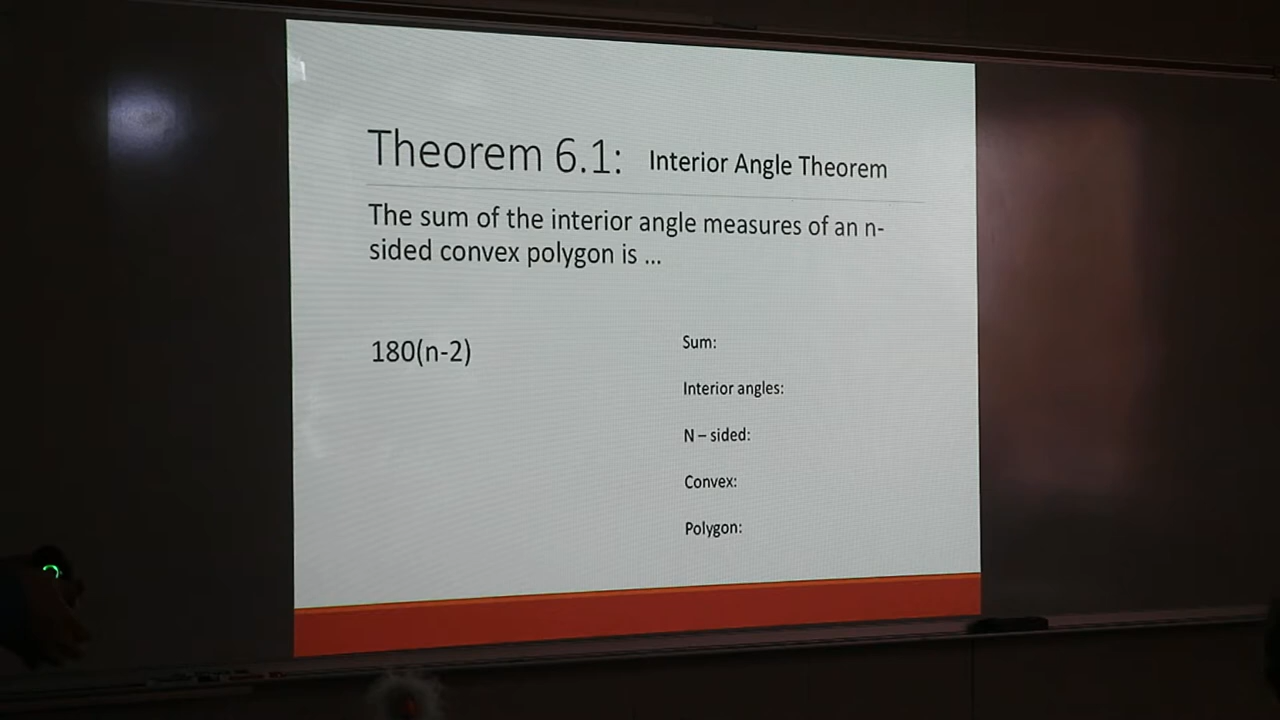 Theorem 6.1: Interior Angle Theorem
The sum of the interior angle measures of an n-
sided convex polygon is ...
180(n-2)
Sum:
Interior angles:
N – sided:
Convex:
Polygon: